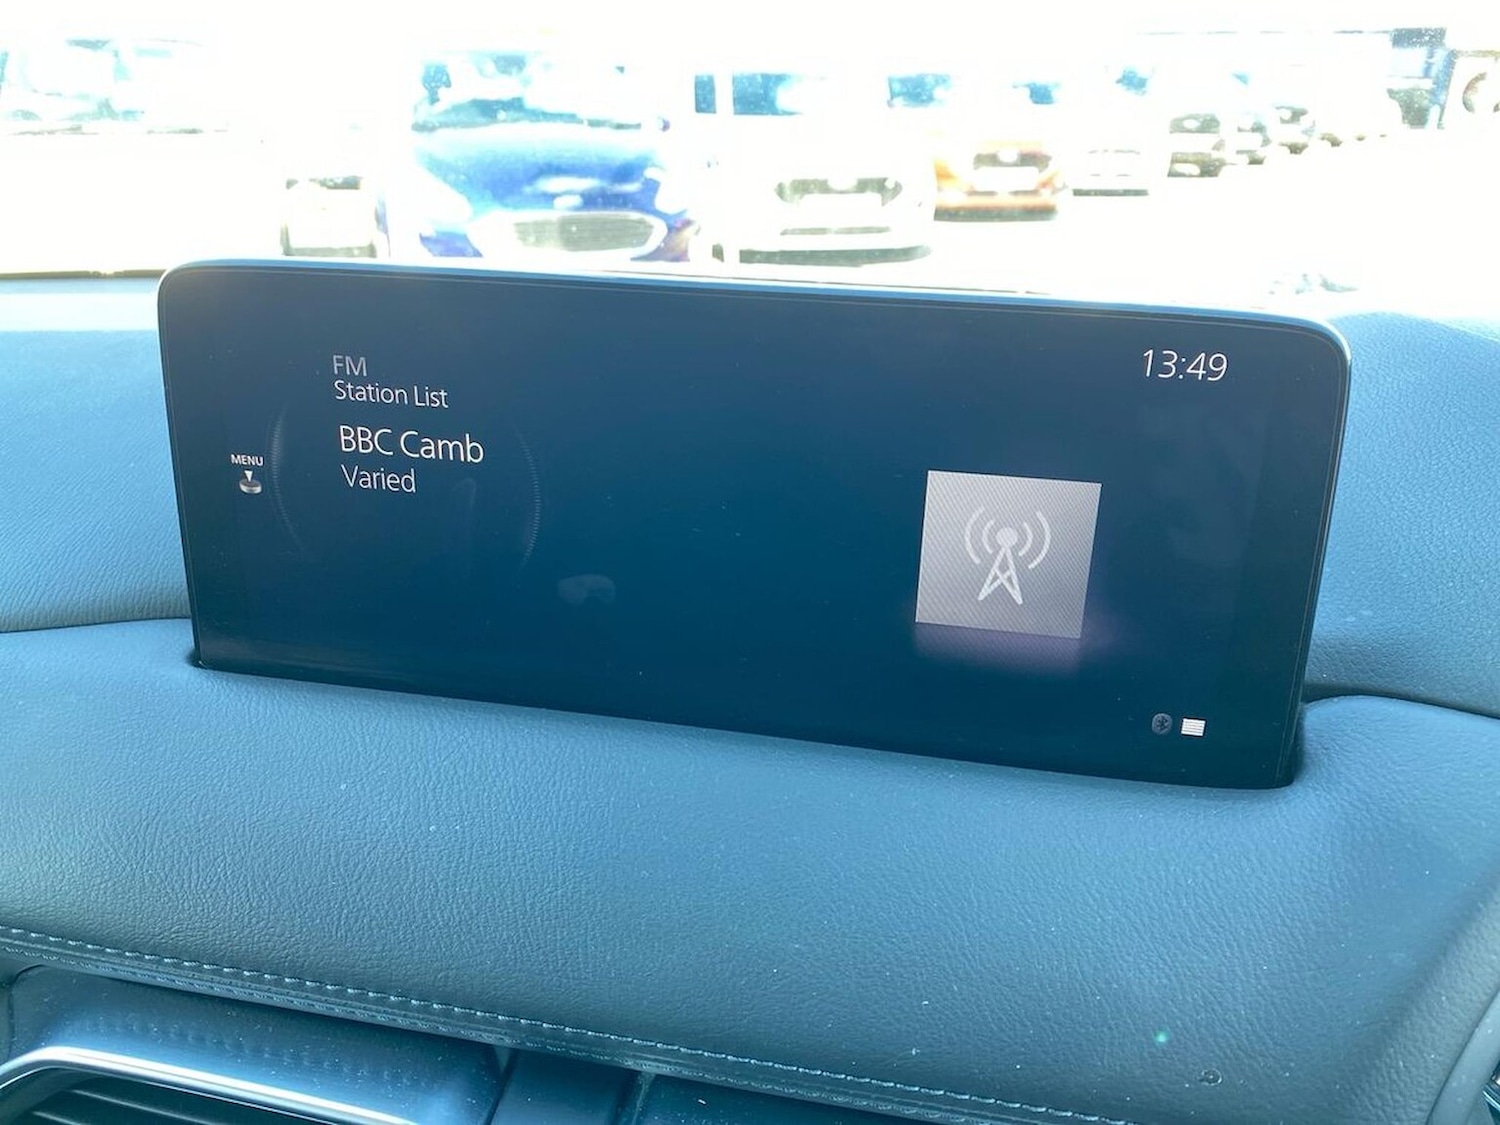 FM
Station List
13:49
BBC Camb
Varied
MENU